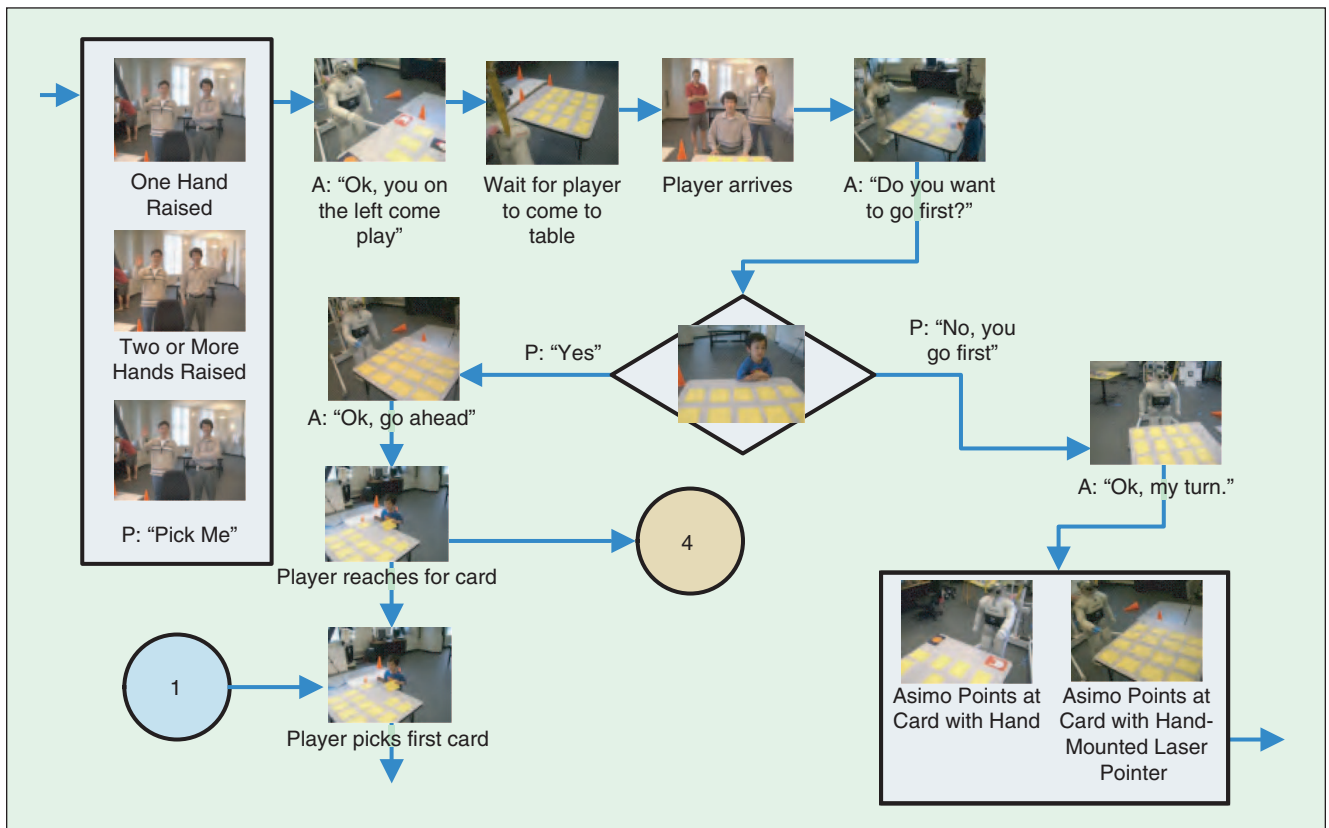 One Hand
Raised
Two or More
Hands Raised
P: “Pick Me”
A: “Ok, you on
the left come
play”
Wait for player
to come to
table
Player arrives
A: “Do you want
to go first?”
P: “Yes”
P: “No, you
go first”
A: “Ok, go ahead”
A: “Ok, my turn.”
Player reaches for card
4
1
Player picks first card
Asimo Points at
Card with Hand
Asimo Points at
Card with Hand-
Mounted Laser
Pointer